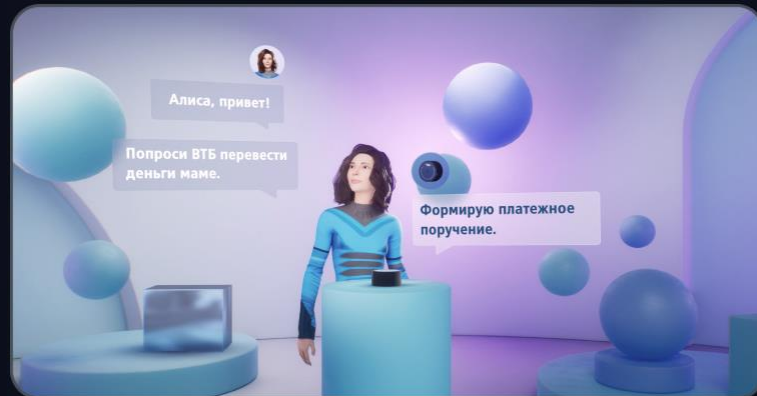 Алиса, привет!
Попроси ВТБ перевести
деньги маме.
Формирую платежное
поручение.